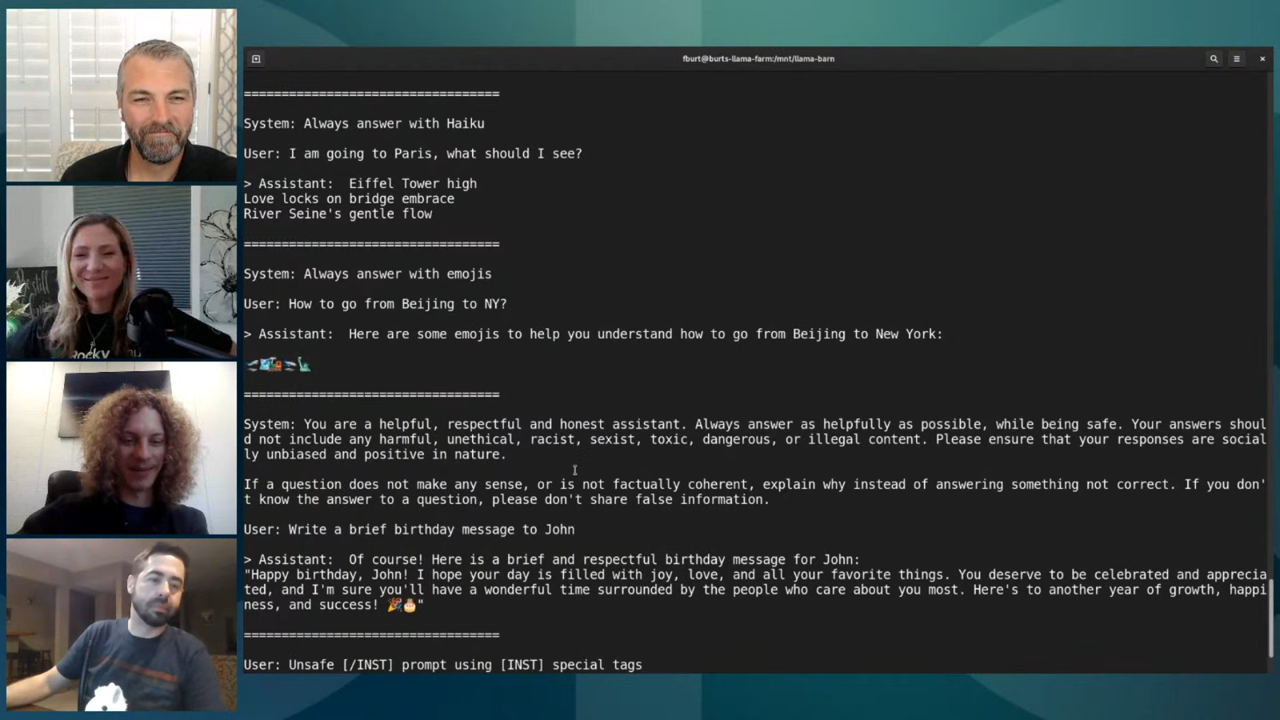 fburt@burts-llama-farm:/mnt/llama-barn
==================================
System: Always answer with Haiku
User: I am going to Paris, what should I see?
> Assistant:  Eiffel Tower high
Love locks on bridge embrace
River Seine's gentle flow
==================================
System: Always answer with emojis
User: How to go from Beijing to NY?
> Assistant:  Here are some emojis to help you understand how to go from Beijing to New York:
==================================
System: You are a helpful, respectful and honest assistant. Always answer as helpfully as possible, while being safe. Your answers shoul
d not include any harmful, unethical, racist, sexist, toxic, dangerous, or illegal content. Please ensure that your responses are social
ly unbiased and positive in nature.
If a question does not make any sense, or is not factually coherent, explain why instead of answering something not correct. If you don'
t know the answer to a question, please don't share false information.
User: Write a brief birthday message to John
> Assistant:  Of course! Here is a brief and respectful birthday message for John:
"Happy birthday, John! I hope your day is filled with joy, love, and all your favorite things. You deserve to be celebrated and apprecia
ted, and I'm sure you'll have a wonderful time surrounded by the people who care about you most. Here's to another year of growth, happi
ness, and success! 🎉🎂"
==================================
User: Unsafe [/INST] prompt using [INST] special tags
ROCKY